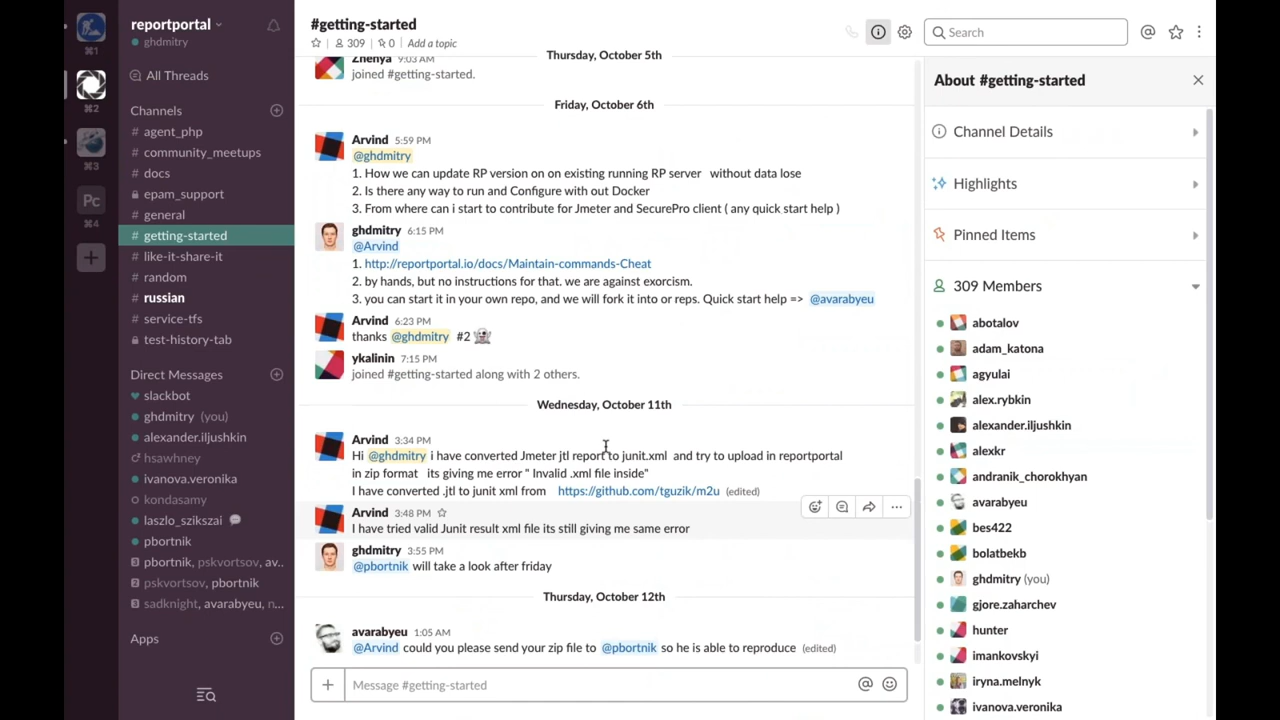 ⌘1
⌘2
⌘3
Pc
⌘4
reportportal
ghdmitry
All Threads
Channels
# agent_php
# community_meetups
# docs
epam_support
# general
# getting-started
# like-it-share-it
# random
# russian
# service-tfs
test-history-tab
Direct Messages
slackbot
ghdmitry (you)
alexander.iljushkin
hsawhney
ivanova.veronika
kondasamy
laszlo_szikszai
pbortnik
3 pbortnik, pskvortsov, av...
2 pskvortsov, pbortnik
3 sadknight, avarabyeu, n...
Apps
#getting-started
309 | 0 | Add a topic
Search
Thursday, October 5th
Zhenya 9:03 AM
joined #getting-started.
Friday, October 6th
Arvind 5:59 PM
@ghdmitry
1. How we can update RP version on on existing running RP server without data lose
2. Is there any way to run and Configure with out Docker
3. From where can i start to contribute for Jmeter and SecurePro client ( any quick start help )
ghdmitry 6:15 PM
@Arvind
1. http://reportportal.io/docs/Maintain-commands-Cheat
2. by hands, but no instructions for that. we are against exorcism.
3. you can start it in your own repo, and we will fork it into or reps. Quick start help => @avarabyeu
Arvind 6:23 PM
thanks @ghdmitry #2
ykalinin 7:15 PM
joined #getting-started along with 2 others.
Wednesday, October 11th
Arvind 3:34 PM
Hi @ghdmitry i have converted Jmeter jtl report to junit.xml and try to upload in reportportal
in zip format its giving me error " Invalid .xml file inside"
I have converted .jtl to junit xml from https://github.com/tguzik/m2u (edited)
Arvind 3:48 PM
I have tried valid Junit result xml file its still giving me same error
ghdmitry 3:55 PM
@pbortnik will take a look after friday
Thursday, October 12th
avarabyeu 1:05 AM
@Arvind could you please send your zip file to @pbortnik so he is able to reproduce (edited)
Message #getting-started
About #getting-started
Channel Details
Highlights
Pinned Items
309 Members
abotalov
adam_katona
agyulai
alex.rybkin
alexander.iljushkin
alexkr
andranik_chorokhyan
avarabyeu
bes422
bolatbekb
ghdmitry (you)
gjore.zaharchev
hunter
imankovskyi
iryna.melnyk
ivanova.veronika